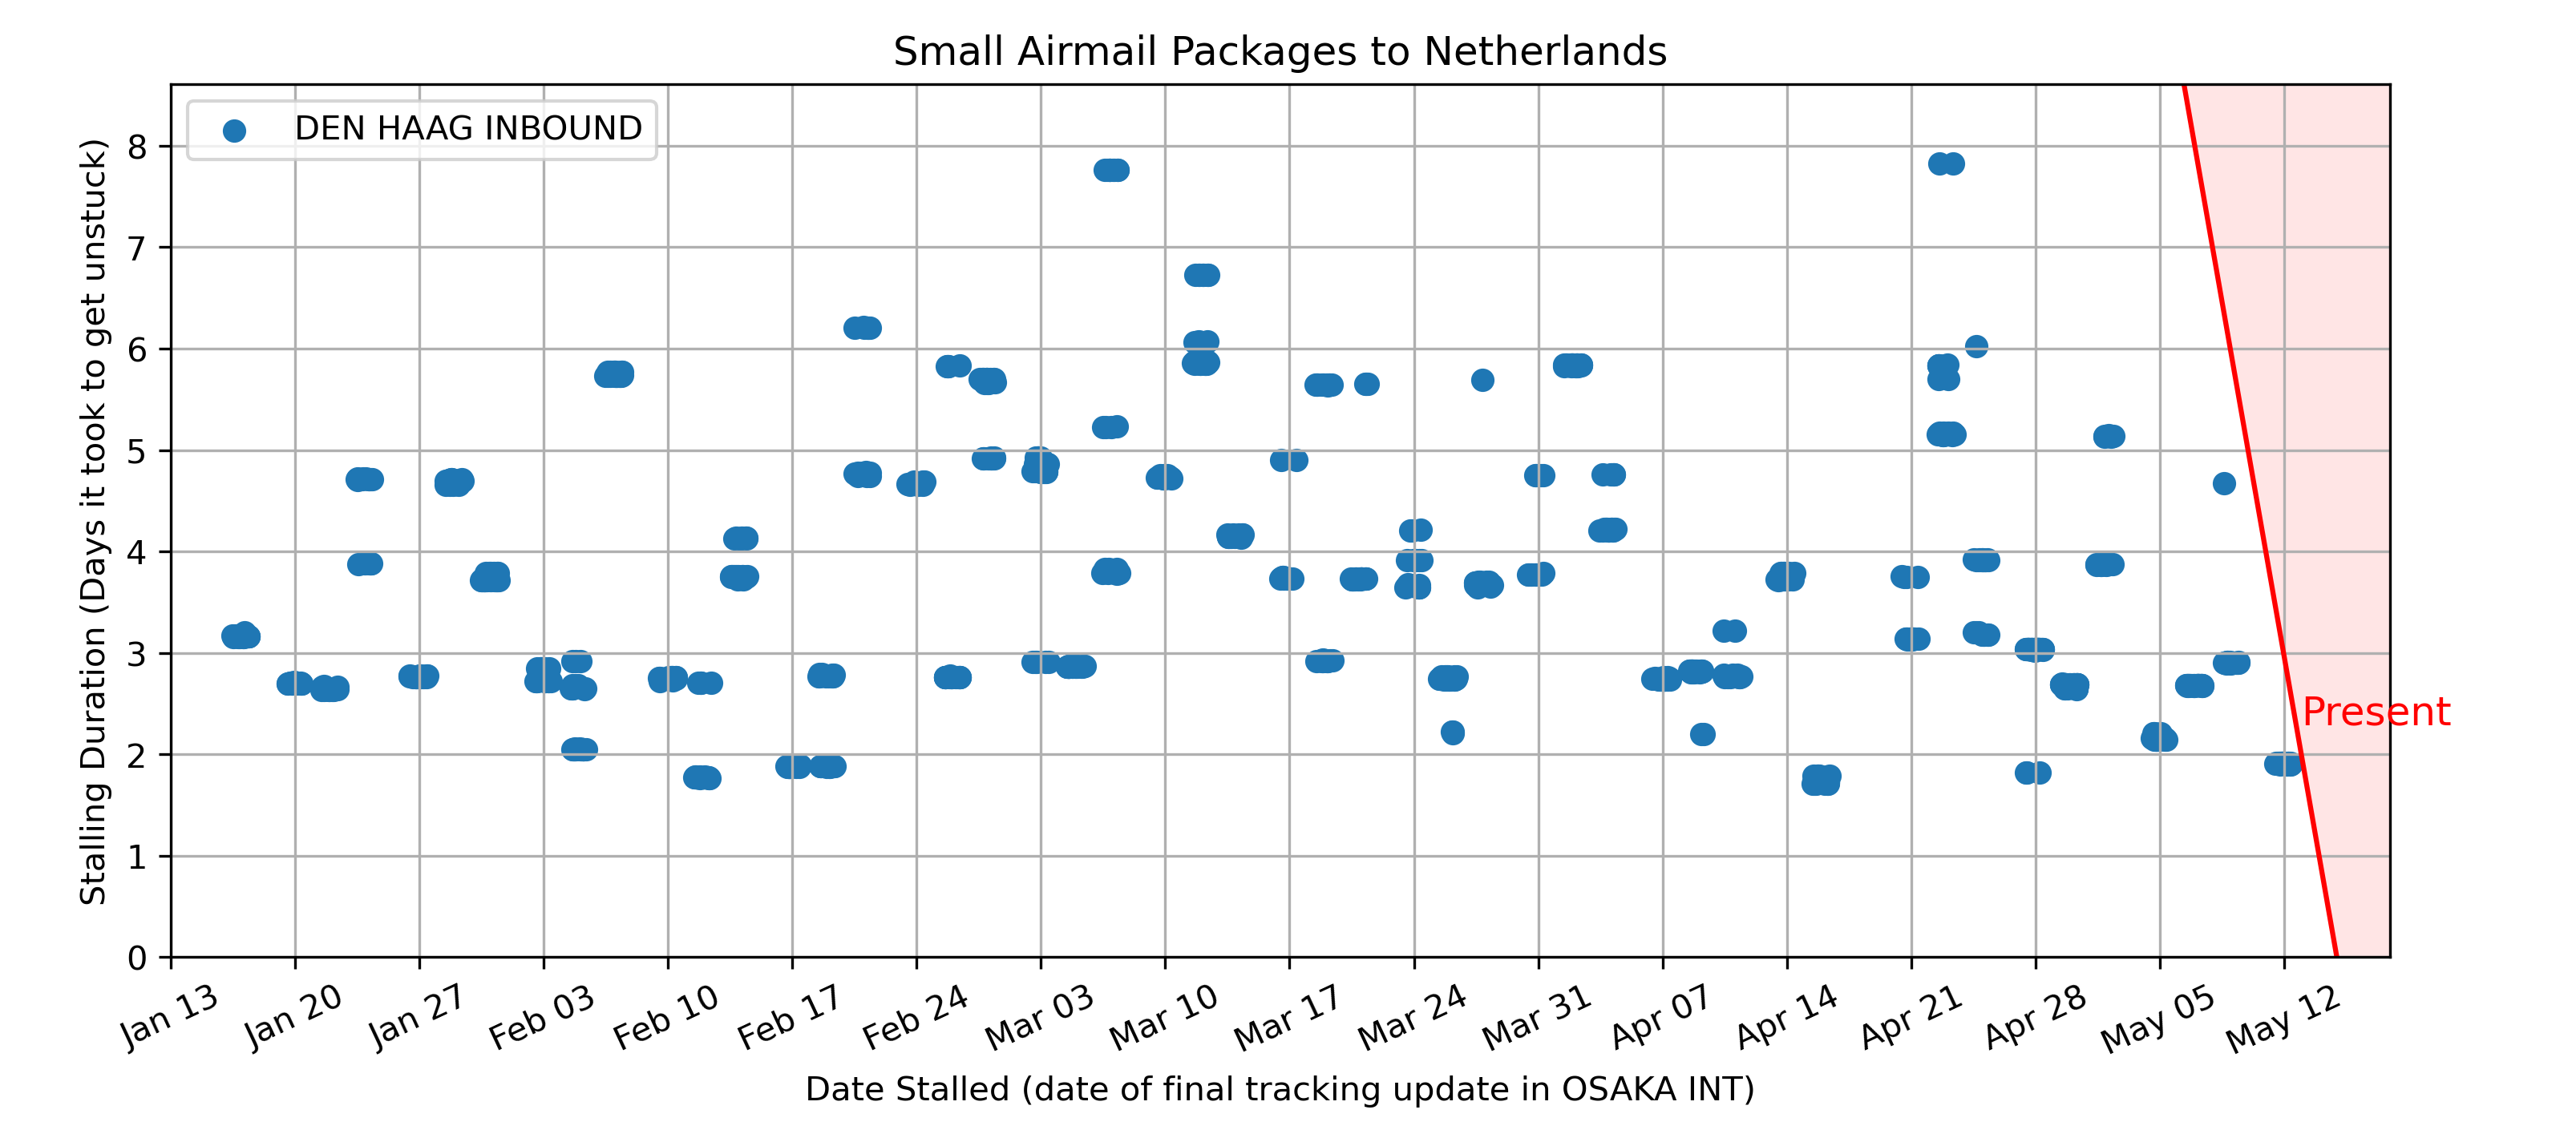 Small Airmail Packages to Netherlands
DEN HAAG INBOUND
Stalling Duration (Days it took to get unstuck)
8
7
6
5
4
3
2
1
0
Present
Jan 13
Jan 20
Jan 27
Feb 03
Feb 10
Feb 17
Feb 24
Mar 03
Mar 10
Mar 17
Mar 24
Mar 31
Apr 07
Apr 14
Apr 21
Apr 28
May 05
May 12
Date Stalled (date of final tracking update in OSAKA INT)